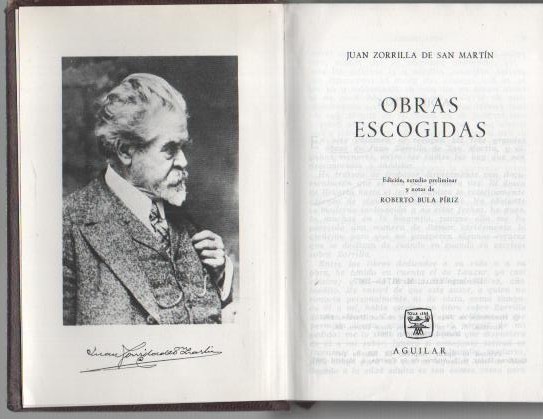 JUAN ZORRILLA DE SAN MARTÍN
OBRAS
ESCOGIDAS
Edición, estudio preliminar
y notas de
ROBERTO BULA PÍRIZ
AGUILAR